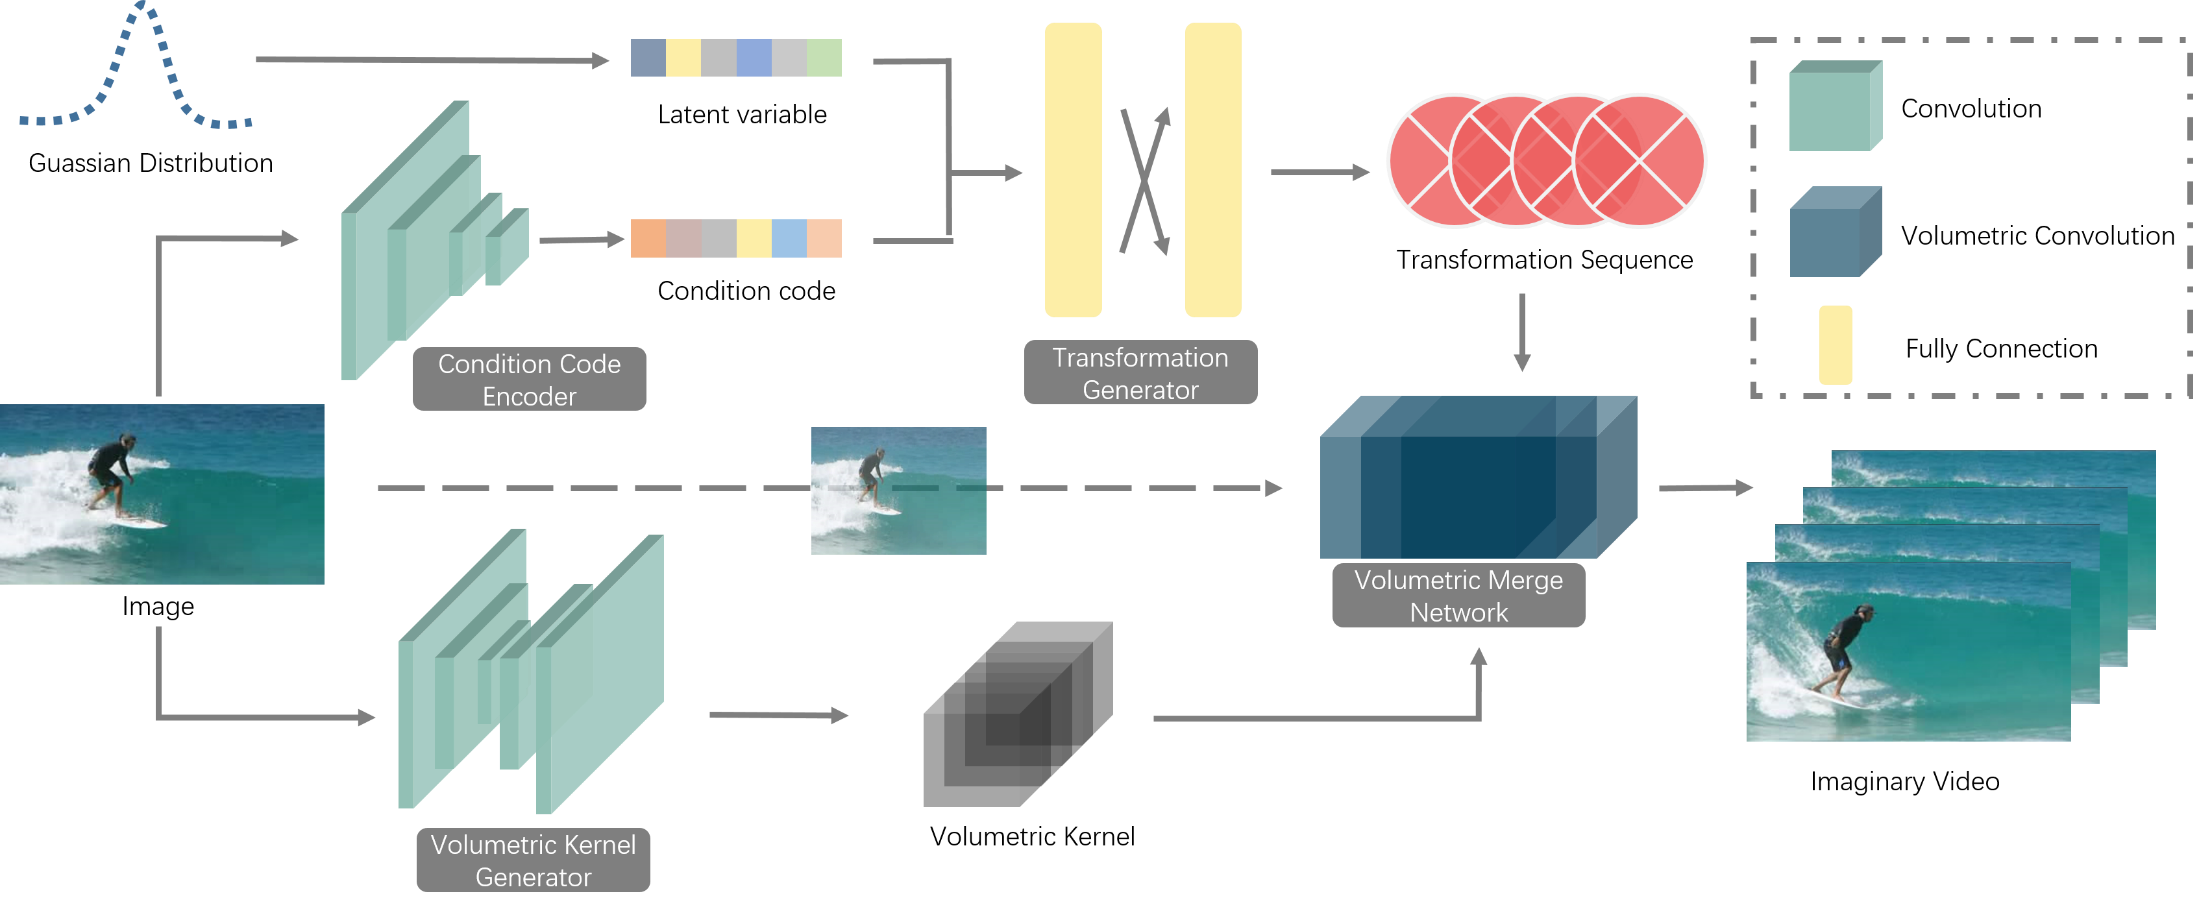 Guassian Distribution
Latent variable
Condition code
Condition Code
Encoder
Transformation
Generator
Transformation Sequence
Convolution
Volumetric Convolution
Fully Connection
Image
Volumetric Merge
Network
Volumetric Kernel
Generator
Volumetric Kernel
Imaginary Video